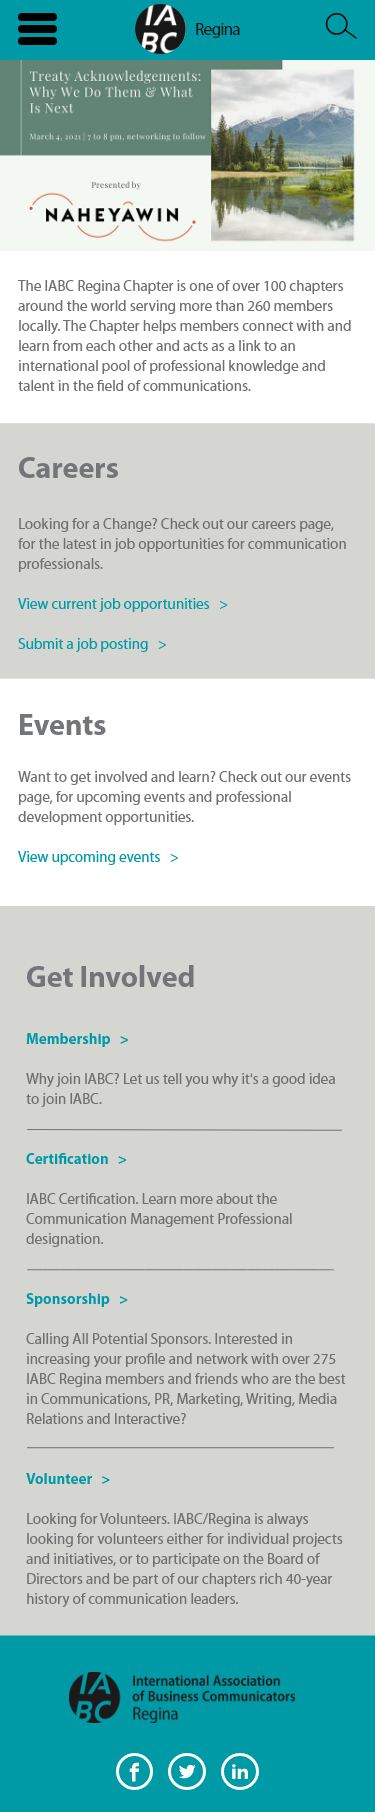 IABC Regina
Treaty Acknowledgements:
Why We Do Them & What
Is Next
March 4, 2021 | 7 to 8 pm, networking to follow
Presented by
NAHEYAWIN
The IABC Regina Chapter is one of over 100 chapters
around the world serving more than 260 members
locally. The Chapter helps members connect with and
learn from each other and acts as a link to an
international pool of professional knowledge and
talent in the field of communications.
Careers
Looking for a Change? Check out our careers page,
for the latest in job opportunities for communication
professionals.
View current job opportunities >
Submit a job posting >
Events
Want to get involved and learn? Check out our events
page, for upcoming events and professional
development opportunities.
View upcoming events >
Get Involved
Membership >
Why join IABC? Let us tell you why it's a good idea
to join IABC.
Certification >
IABC Certification. Learn more about the
Communication Management Professional
designation.
Sponsorship >
Calling All Potential Sponsors. Interested in
increasing your profile and network with over 275
IABC Regina members and friends who are the best
in Communications, PR, Marketing, Writing, Media
Relations and Interactive?
Volunteer >
Looking for Volunteers. IABC/Regina is always
looking for volunteers either for individual projects
and initiatives, or to participate on the Board of
Directors and be part of our chapters rich 40-year
history of communication leaders.
IABC
International Association
of Business Communicators
Regina
f
in